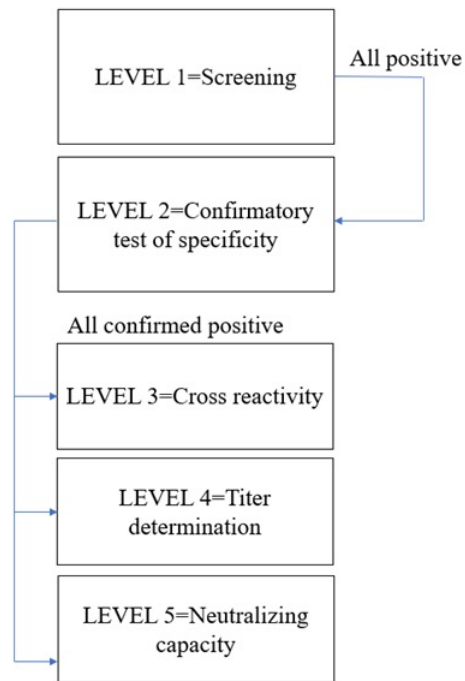 LEVEL 1=Screening
All positive
LEVEL 2=Confirmatory
test of specificity
All confirmed positive
LEVEL 3=Cross reactivity
LEVEL 4=Titer
determination
LEVEL 5=Neutralizing
capacity